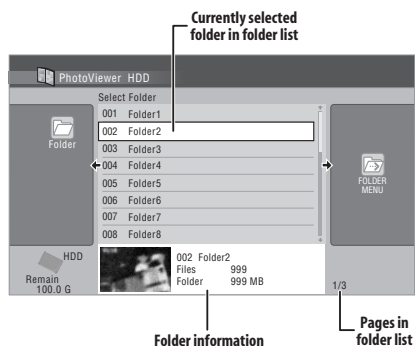 Currently selected
folder in folder list
PhotoViewer HDD
Select Folder
Folder
001 Folder1
002 Folder2
003 Folder3
004 Folder4
005 Folder5
006 Folder6
007 Folder7
008 Folder8
FOLDER
MENU
HDD
Remain
100.0 G
002 Folder2
Files 999
Folder 999 MB
1/3
Folder information
Pages in
folder list